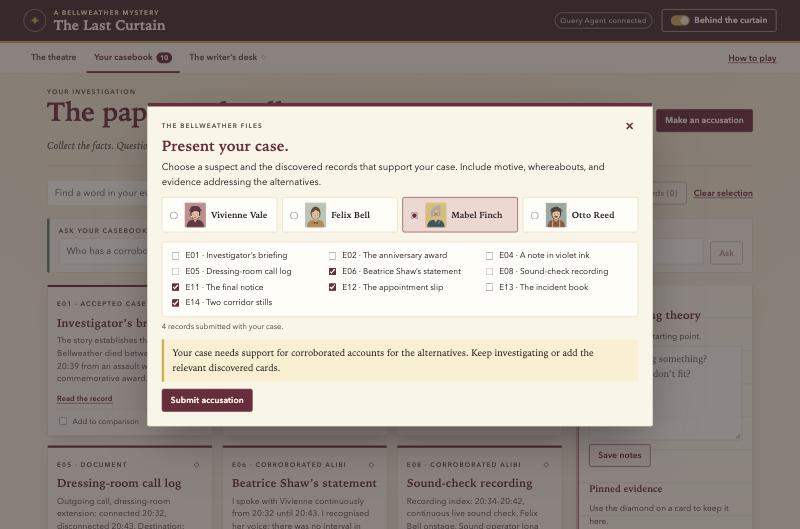 A BELLWEATHER MYSTERY
The Last Curtain
Query Agent connected
Behind the curtain
The theatre
Your casebook 10
The writer's desk
How to play
YOUR INVESTIGATION
The pap
Make an accusation
Collect the facts. Questio
Find a word in your ev
rds (0)
Clear selection
ASK YOUR CASEBOOK
Who has a corrobo
Ask
THE BELLWEATHER FILES
Present your case.
Choose a suspect and the discovered records that support your case. Include motive, whereabouts, and
evidence addressing the alternatives.
Vivienne Vale
Felix Bell
Mabel Finch
Otto Reed
E01 · Investigator's briefing
E02 · The anniversary award
E04 · A note in violet ink
E05 · Dressing-room call log
E06 · Beatrice Shaw's statement
E08 · Sound-check recording
E11 · The final notice
E12 · The appointment slip
E13 · The incident book
E14 · Two corridor stills
4 records submitted with your case.
Your case needs support for corroborated accounts for the alternatives. Keep investigating or add the
relevant discovered cards.
Submit accusation
E01 · ACCEPTED CASE
Investigator's br
The story establishes th
Bellweather died betwe
20:39 from an assault w
commemorative award.
Read the record
Add to comparison
ng theory
tarting point.
g something?
don't fit?
Save notes
Pinned evidence
Use the diamond on a card to keep it
here.
E05 · DOCUMENT
Dressing-room call log
Outgoing call, dressing-room
extension: connected 20:32,
disconnected 20:43. Destination:
E06 · CORROBORATED ALIBI
Beatrice Shaw's statement
I spoke with Vivienne continuously
from 20:32 until 20:43. I recognised
her voice; there was no interval in
E08 · CORROBORATED ALIBI
Sound-check recording
Recording index: 20:34-20:42,
continuous live sound check, Felix
Bell onstage. Sound operator Iona